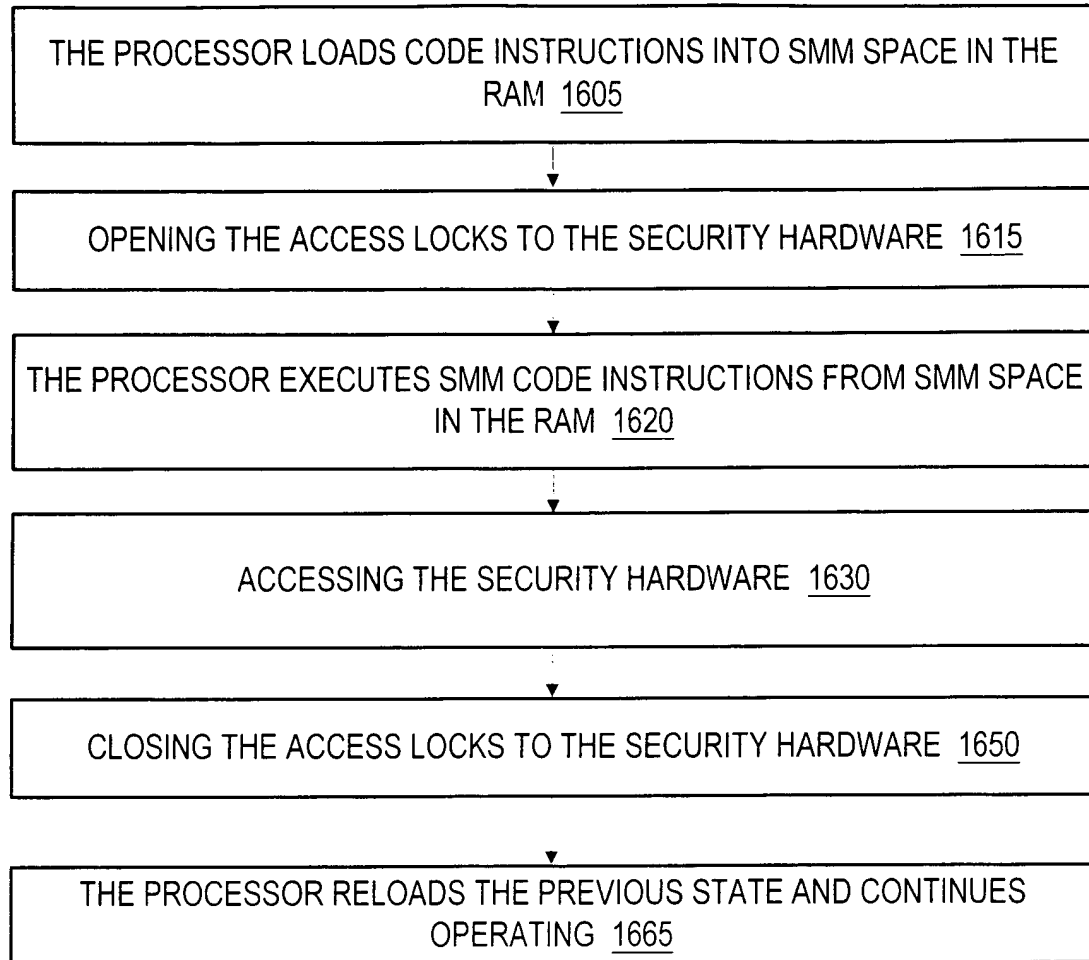 THE PROCESSOR LOADS CODE INSTRUCTIONS INTO SMM SPACE IN THE
RAM 1605
OPENING THE ACCESS LOCKS TO THE SECURITY HARDWARE 1615
THE PROCESSOR EXECUTES SMM CODE INSTRUCTIONS FROM SMM SPACE
IN THE RAM 1620
ACCESSING THE SECURITY HARDWARE 1630
CLOSING THE ACCESS LOCKS TO THE SECURITY HARDWARE 1650
THE PROCESSOR RELOADS THE PREVIOUS STATE AND CONTINUES
OPERATING 1665